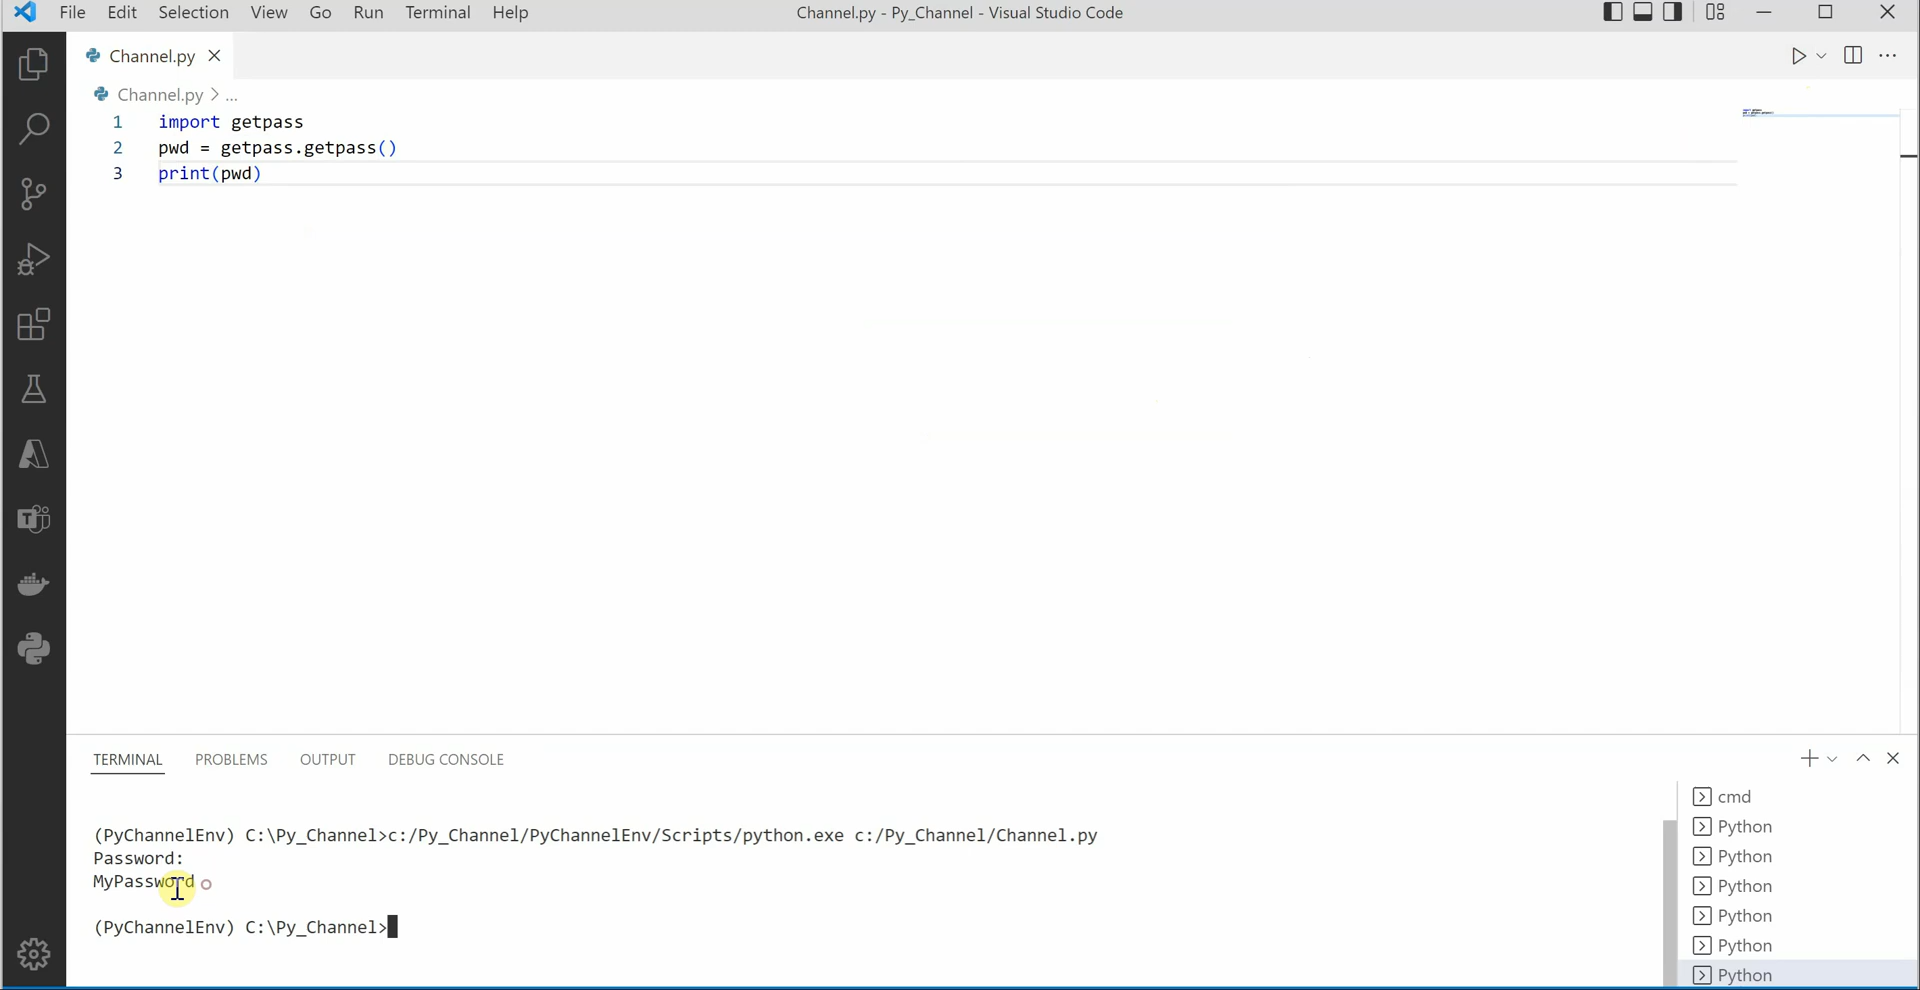 File Edit Selection View Go Run Terminal Help
Channel.py - Py_Channel - Visual Studio Code
Channel.py
Channel.py > ...
1 import getpass
2 pwd = getpass.getpass()
3 print(pwd)
TERMINAL PROBLEMS OUTPUT DEBUG CONSOLE
(PyChannelEnv) C:\Py_Channel>c:/Py_Channel/PyChannelEnv/Scripts/python.exe c:/Py_Channel/Channel.py
Password:
MyPassword
(PyChannelEnv) C:\Py_Channel>
cmd
Python
Python
Python
Python
Python
Python